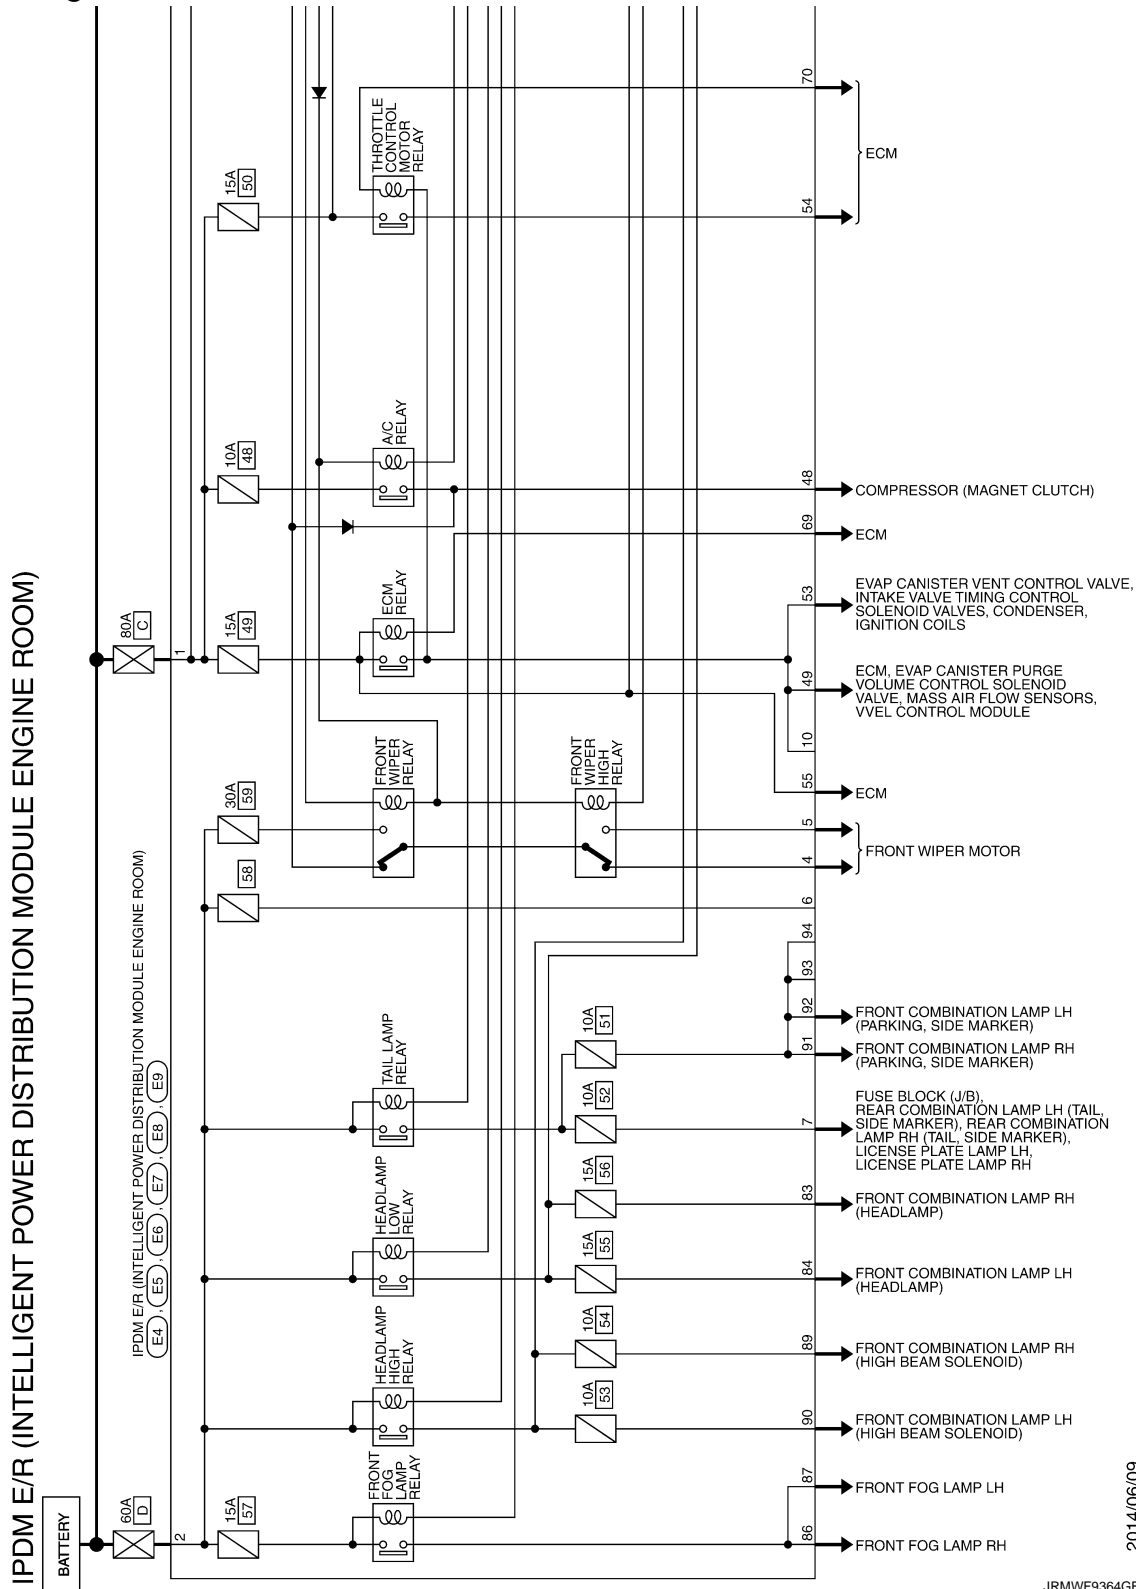 IPDM E/R (INTELLIGENT POWER DISTRIBUTION MODULE ENGINE ROOM)
BATTERY
60A
D
80A
C
IPDM E/R (INTELLIGENT POWER DISTRIBUTION MODULE ENGINE ROOM)
E4 , E5 , E6 , E7 , E8 , E9
2
1
15A
50
THROTTLE
CONTROL
MOTOR
RELAY
70
54
ECM
10A
48
A/C
RELAY
48
COMPRESSOR (MAGNET CLUTCH)
69
ECM
15A
49
ECM
RELAY
53
EVAP CANISTER VENT CONTROL VALVE,
INTAKE VALVE TIMING CONTROL
SOLENOID VALVES, CONDENSER,
IGNITION COILS
49
ECM, EVAP CANISTER PURGE
VOLUME CONTROL SOLENOID
VALVE, MASS AIR FLOW SENSORS,
VVEL CONTROL MODULE
10
55
ECM
30A
59
FRONT
WIPER
RELAY
FRONT
WIPER
HIGH
RELAY
5
4
FRONT WIPER MOTOR
58
6
94
93
92
FRONT COMBINATION LAMP LH
(PARKING, SIDE MARKER)
10A
51
91
FRONT COMBINATION LAMP RH
(PARKING, SIDE MARKER)
TAIL LAMP
RELAY
10A
52
7
FUSE BLOCK (J/B),
REAR COMBINATION LAMP LH (TAIL,
SIDE MARKER), REAR COMBINATION
LAMP RH (TAIL, SIDE MARKER),
LICENSE PLATE LAMP LH,
LICENSE PLATE LAMP RH
15A
56
83
FRONT COMBINATION LAMP RH
(HEADLAMP)
HEADLAMP
LOW
RELAY
15A
55
84
FRONT COMBINATION LAMP LH
(HEADLAMP)
10A
54
89
FRONT COMBINATION LAMP RH
(HIGH BEAM SOLENOID)
HEADLAMP
HIGH
RELAY
10A
53
90
FRONT COMBINATION LAMP LH
(HIGH BEAM SOLENOID)
87
FRONT FOG LAMP LH
15A
57
FRONT
FOG
LAMP
RELAY
86
FRONT FOG LAMP RH
2014/06/09